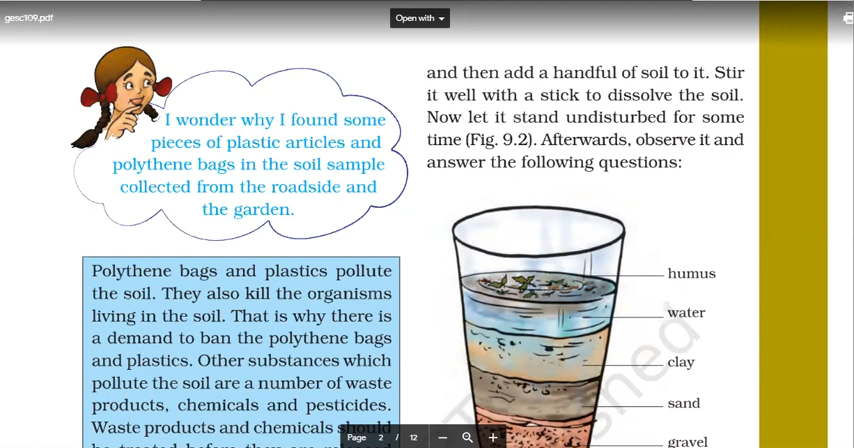 gesc109.pdf
Open with
I wonder why I found some
pieces of plastic articles and
polythene bags in the soil sample
collected from the roadside and
the garden.
Polythene bags and plastics pollute
the soil. They also kill the organisms
living in the soil. That is why there is
a demand to ban the polythene bags
and plastics. Other substances which
pollute the soil are a number of waste
products, chemicals and pesticides.
Waste products and chemicals should
and then add a handful of soil to it. Stir
it well with a stick to dissolve the soil.
Now let it stand undisturbed for some
time (Fig. 9.2). Afterwards, observe it and
answer the following questions:
humus
water
clay
sand
gravel
Page 2 / 12